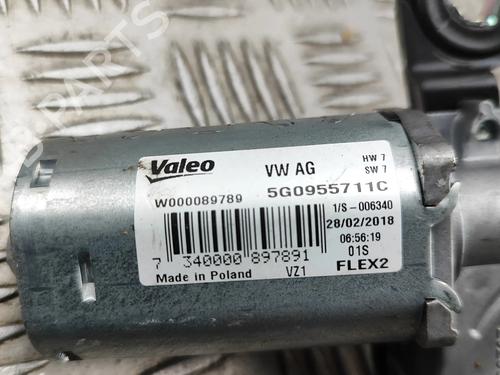 Valeo
VW AG
HW 7
SW 7
W000089789
5G0955711C
1/S - 006340
28/02/2018
06:56:19
01S
7 340000 897891
Made in Poland
VZ1
FLEX2